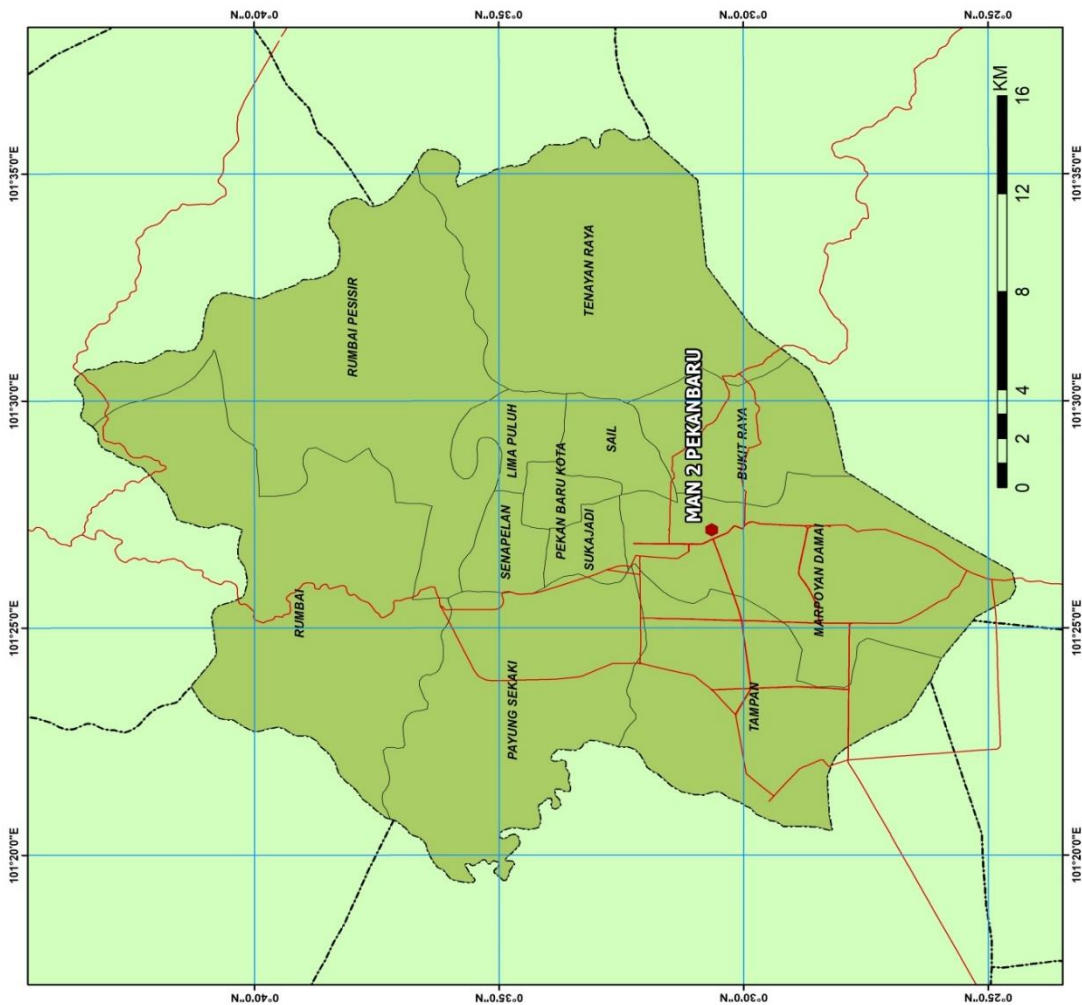 101°20'0"E 101°25'0"E 101°30'0"E 101°35'0"E
0°40'0"N 0°40'0"N
RUMBAI
RUMBAI PESISIR
0°35'0"N 0°35'0"N
PAYUNG SEKAKI
SENAPELAN
LIMA PULUH
PEKAN BARU KOTA
SUKAJADI
TENAYAN RAYA
SAIL
MAN 2 PEKANBARU
0°30'0"N 0°30'0"N
BUKIT RAYA
TAMPAN
MARPOYAN DAMAI
0°25'0"N 0°25'0"N
KM
0 2 4 8 12 16
101°20'0"E 101°25'0"E 101°30'0"E 101°35'0"E